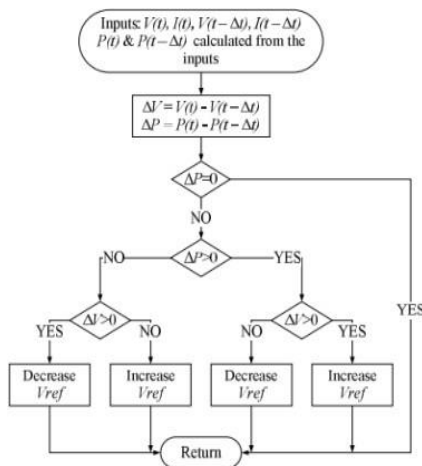 Inputs: V(t), I(t), V(t−Δt), I(t−Δt)
P(t) & P(t−Δt) calculated from the
inputs
ΔV = V(t) - V(t−Δt)
ΔP = P(t) - P(t−Δt)
ΔP=0
NO
NO
ΔP>0
YES
YES
YES
ΔV>0
NO
NO
ΔV>0
YES
Decrease
Vref
Increase
Vref
Decrease
Vref
Increase
Vref
Return